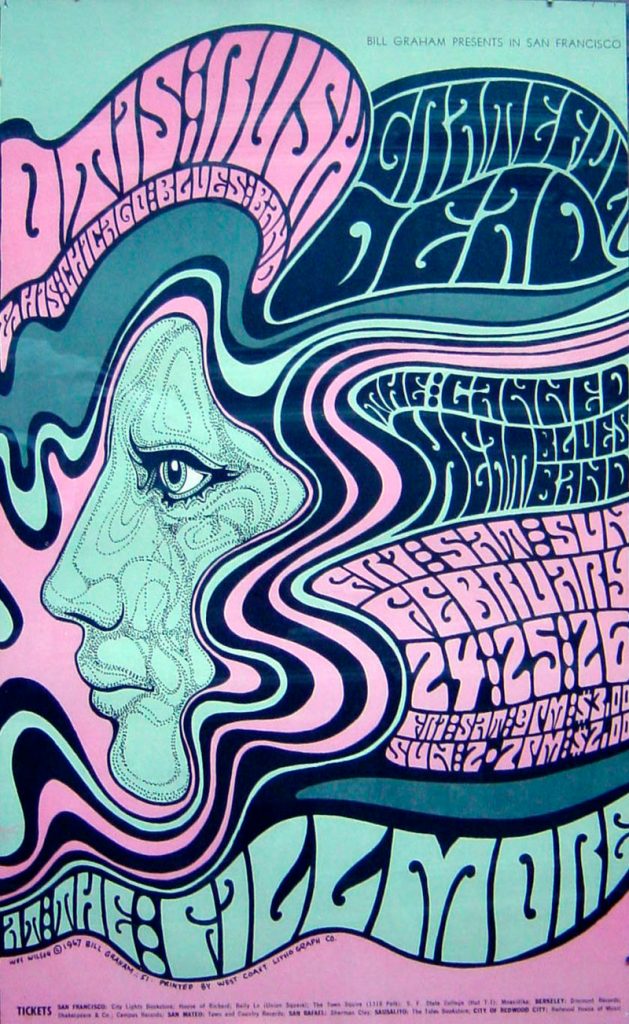 BILL GRAHAM PRESENTS IN SAN FRANCISCO
OTIS:RUSH
& HIS:CHICAGO:BLUES:BAND
GRATEFUL
DEAD
THE:CANNED
HEAT BLUES
BAND
FRI:SAT:SUN
FEBRUARY
24:25:26
FRI:SAT:9PM:$3.00
SUN:2-7PM:$2.00
AT:THE:FILLMORE
WES WILSON © 1967 BILL GRAHAM - 51 - PRINTED BY WEST COAST LITHOGRAPH CO.
TICKETS SAN FRANCISCO: City Lights Bookstore; House of Richard; Bally Lo (Union Square); The Town Squire (1318 Polk); S. F. State College (Hut T-1); Mnasidika; BERKELEY: Discount Records;
Shakespeare & Co.; Campus Records; SAN MATEO: Town and Country Records; SAN RAFAEL: Sherman Clay; SAUSALITO: The Tides Bookstore; CITY OF REDWOOD CITY: Redwood House of Music